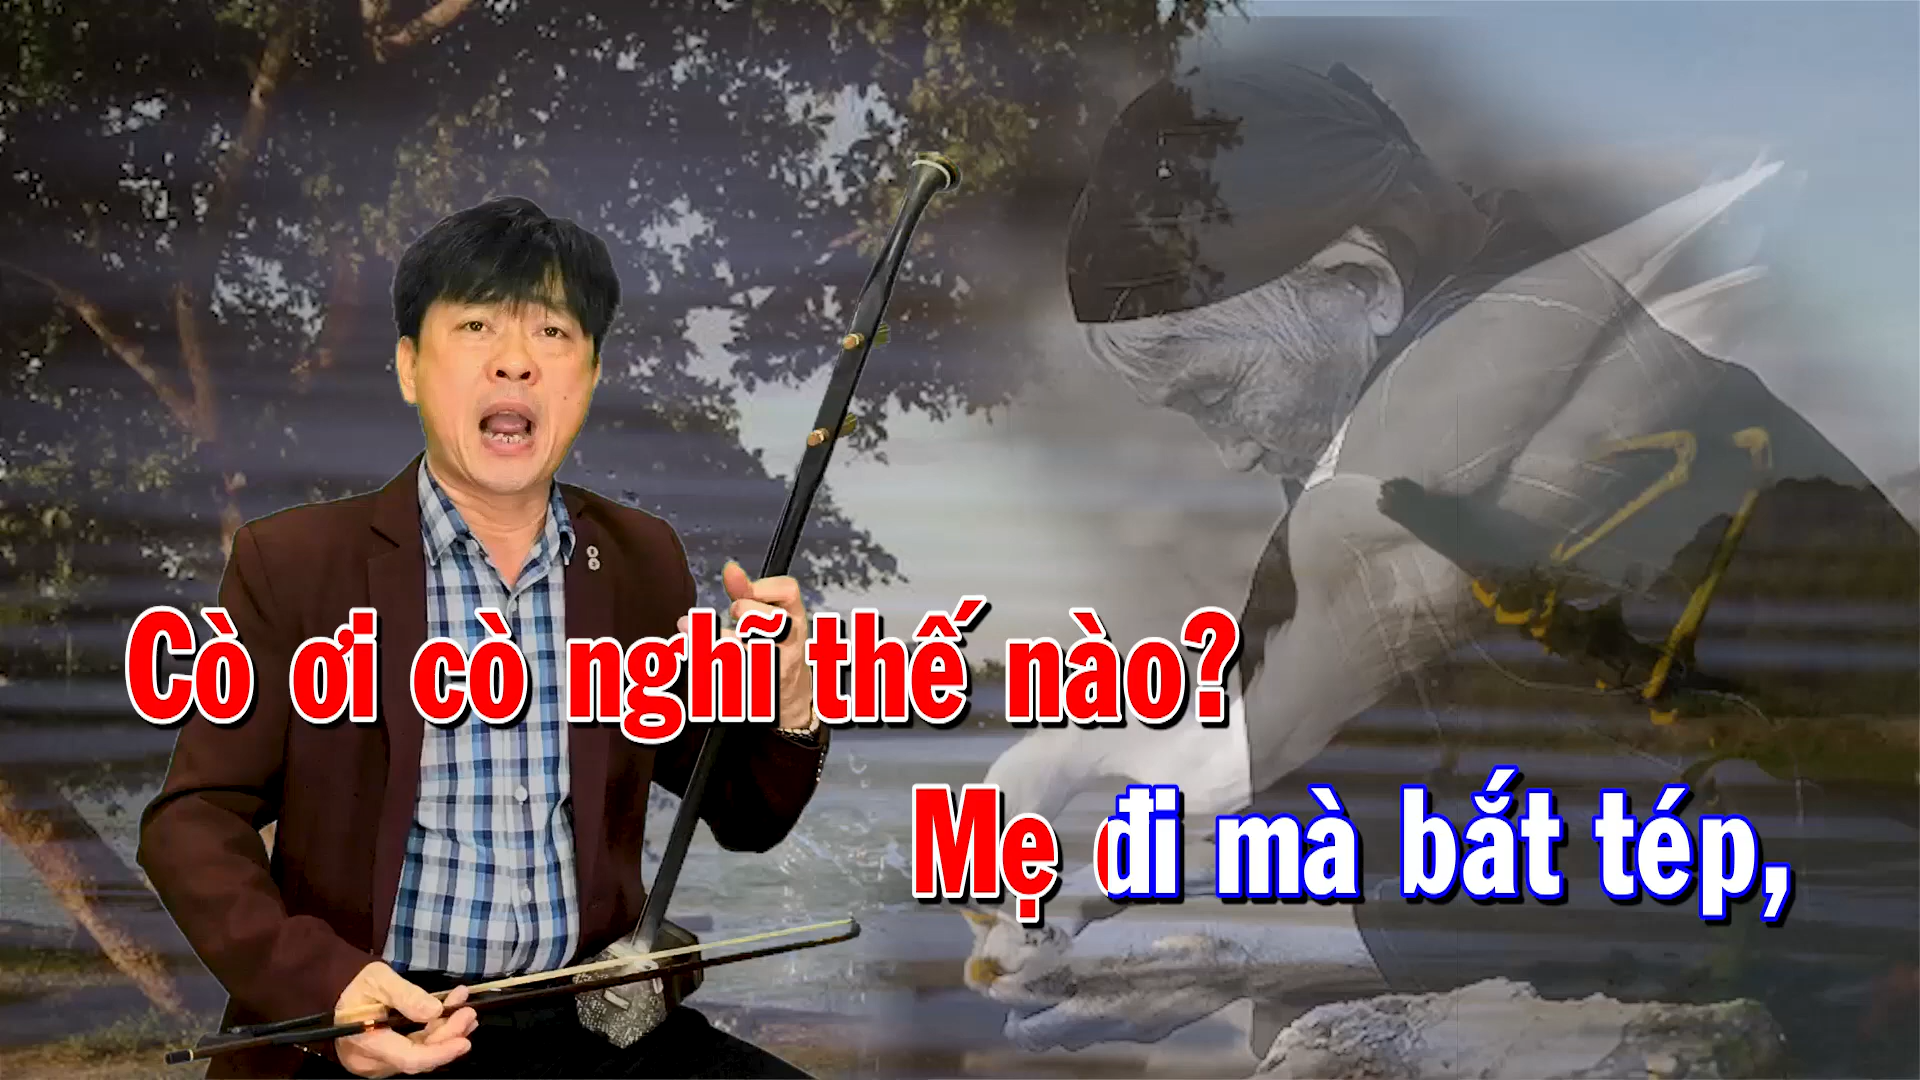 Cò ơi cò nghĩ thế nào?
Mẹ đi mà bắt tép,